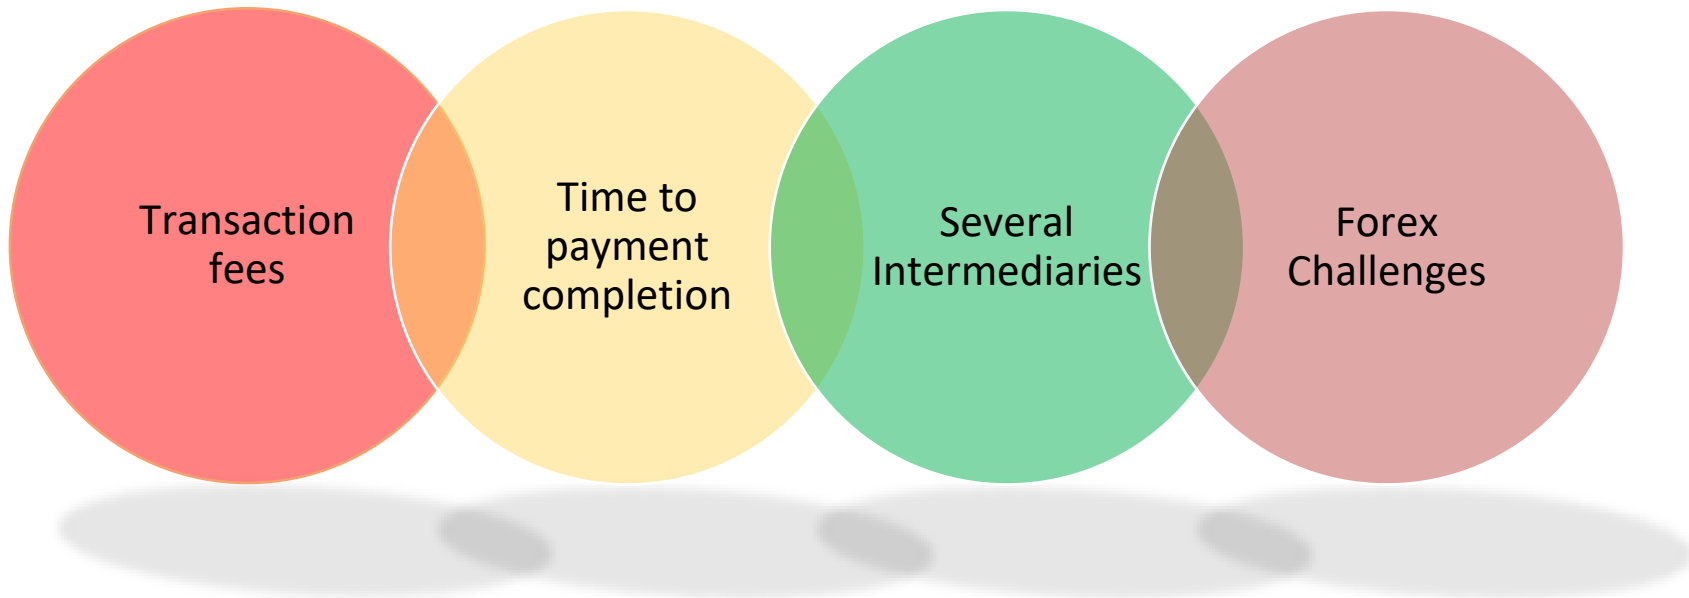 Transaction
fees
Time to
payment
completion
Several
Intermediaries
Forex
Challenges